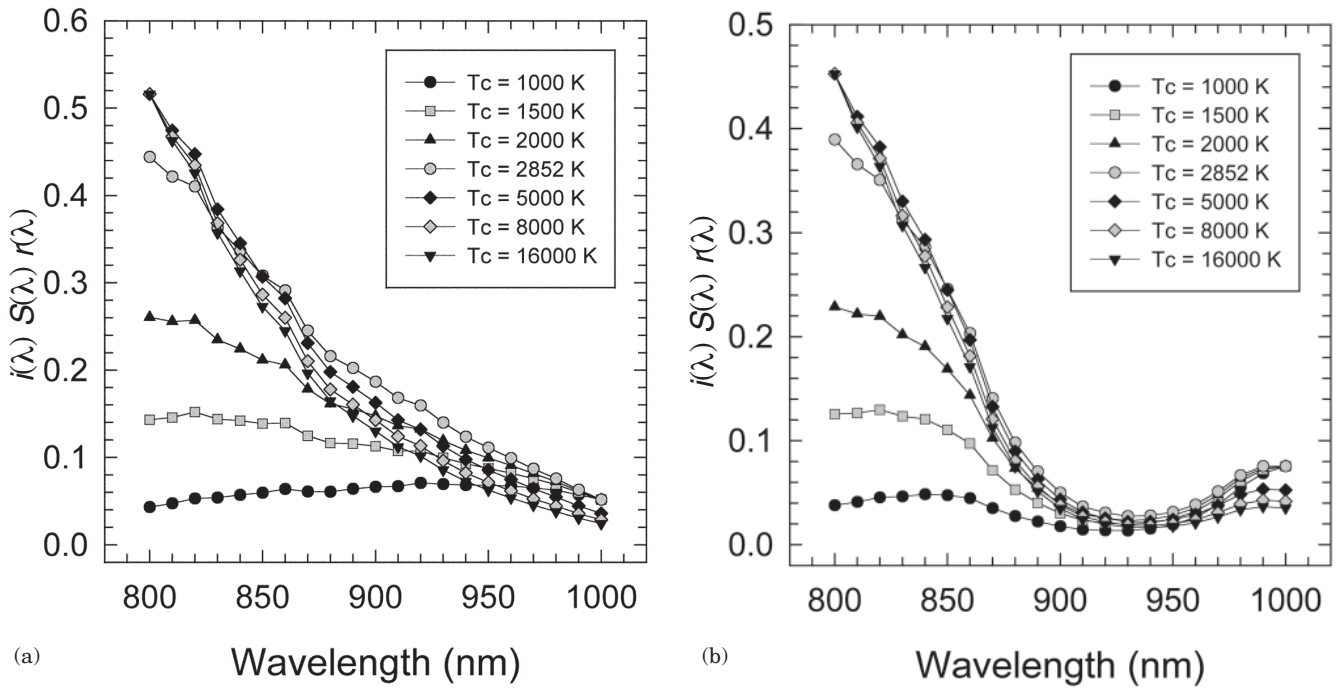 0.6
0.5
0.4
0.3
0.2
0.1
0.0
i(λ) S(λ) r(λ)
Tc = 1000 K
Tc = 1500 K
Tc = 2000 K
Tc = 2852 K
Tc = 5000 K
Tc = 8000 K
Tc = 16000 K
800 850 900 950 1000
(a) Wavelength (nm)
0.5
0.4
0.3
0.2
0.1
0.0
i(λ) S(λ) r(λ)
Tc = 1000 K
Tc = 1500 K
Tc = 2000 K
Tc = 2852 K
Tc = 5000 K
Tc = 8000 K
Tc = 16000 K
800 850 900 950 1000
(b) Wavelength (nm)